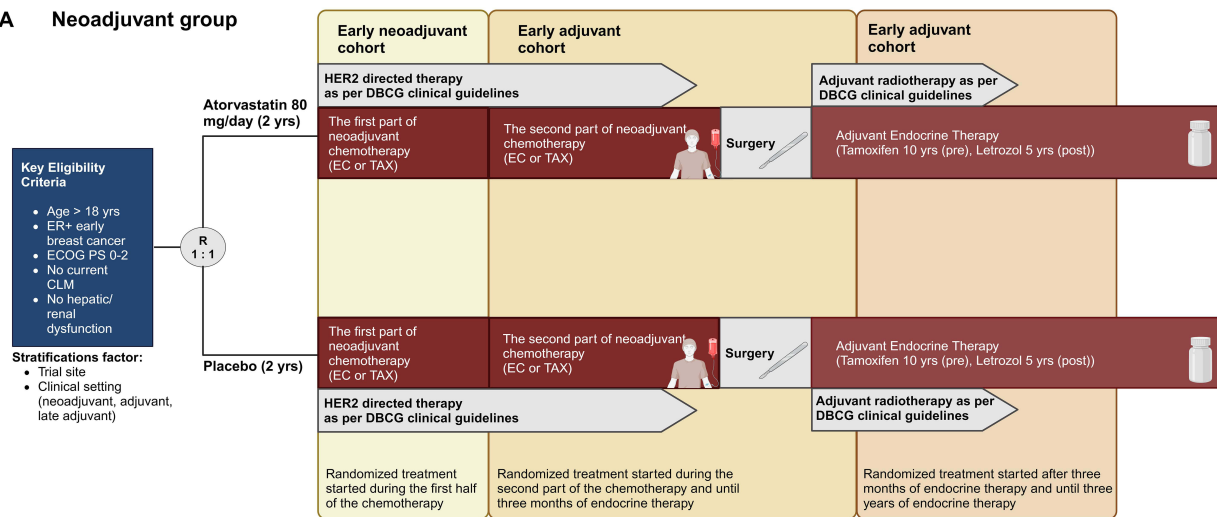 A Neoadjuvant group
Early neoadjuvant
cohort
Early adjuvant
cohort
Early adjuvant
cohort
HER2 directed therapy
as per DBCG clinical guidelines
Adjuvant radiotherapy as per
DBCG clinical guidelines
Atorvastatin 80
mg/day (2 yrs)
The first part of
neoadjuvant
chemotherapy
(EC or TAX)
The second part of neoadjuvant
chemotherapy
(EC or TAX)
Surgery
Adjuvant Endocrine Therapy
(Tamoxifen 10 yrs (pre), Letrozol 5 yrs (post))
Key Eligibility
Criteria
• Age > 18 yrs
• ER+ early
breast cancer
• ECOG PS 0-2
• No current
CLM
• No hepatic/
renal
dysfunction
R
1 : 1
Stratifications factor:
• Trial site
• Clinical setting
(neoadjuvant, adjuvant,
late adjuvant)
Placebo (2 yrs)
The first part of
neoadjuvant
chemotherapy
(EC or TAX)
The second part of neoadjuvant
chemotherapy
(EC or TAX)
Surgery
Adjuvant Endocrine Therapy
(Tamoxifen 10 yrs (pre), Letrozol 5 yrs (post))
HER2 directed therapy
as per DBCG clinical guidelines
Adjuvant radiotherapy as per
DBCG clinical guidelines
Randomized treatment
started during the first half
of the chemotherapy
Randomized treatment started during the
second part of the chemotherapy and until
three months of endocrine therapy
Randomized treatment started after three
months of endocrine therapy and until three
years of endocrine therapy